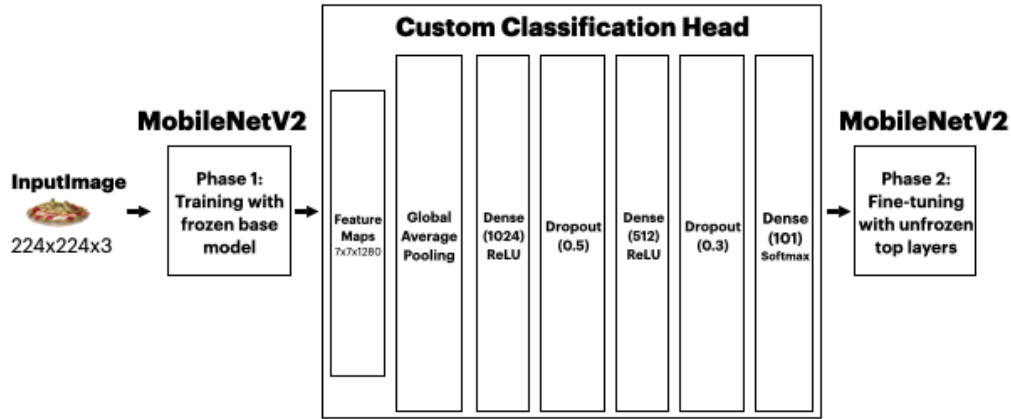 Custom Classification Head
MobileNetV2
InputImage
224x224x3
Phase 1:
Training with
frozen base
model
Feature
Maps
7x7x1280
Global
Average
Pooling
Dense
(1024)
ReLU
Dropout
(0.5)
Dense
(512)
ReLU
Dropout
(0.3)
Dense
(101)
Softmax
MobileNetV2
Phase 2:
Fine-tuning
with unfrozen
top layers